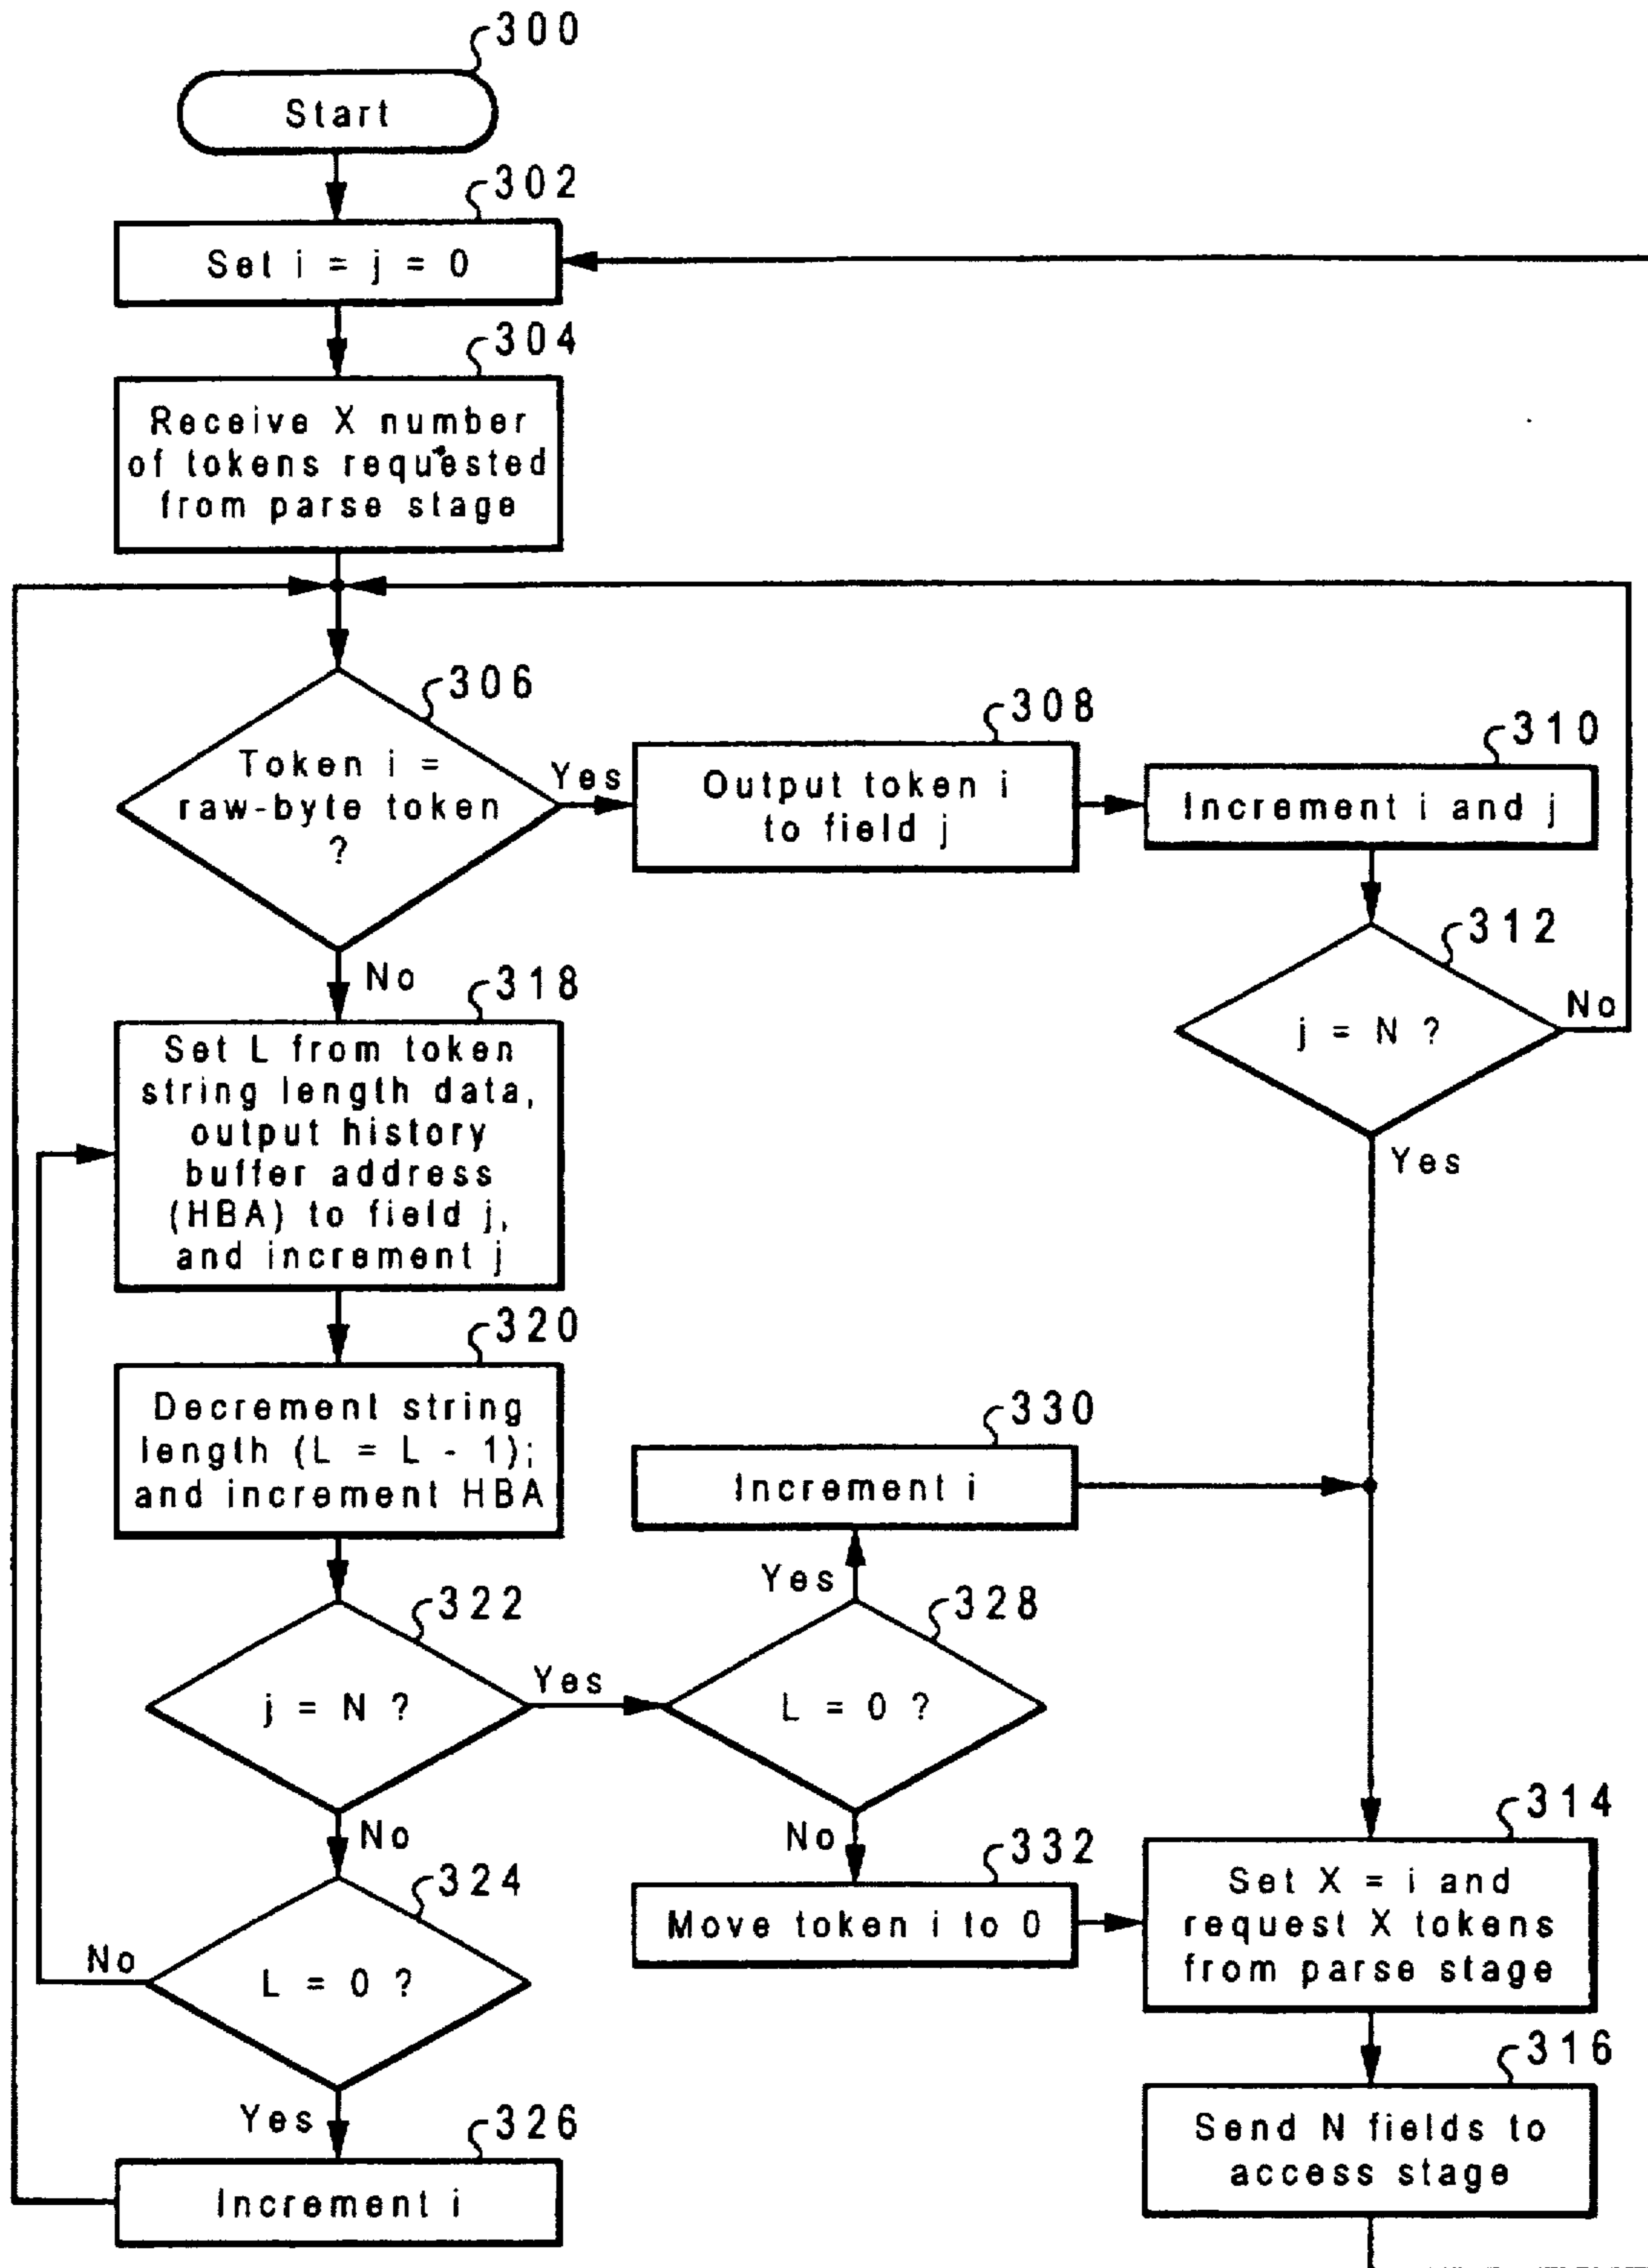 300
Start
302
Set i = j = 0
304
Receive X number
of tokens requested
from parse stage
306
Token i =
raw-byte token
?
Yes
308
Output token i
to field j
310
Increment i and j
312
j = N ?
No
Yes
No
318
Set L from token
string length data,
output history
buffer address
(HBA) to field j,
and increment j
320
Decrement string
length (L = L - 1);
and increment HBA
330
Increment i
Yes
322
j = N ?
Yes
328
L = 0 ?
No
No
324
L = 0 ?
No
332
Move token i to 0
314
Set X = i and
request X tokens
from parse stage
Yes
326
Increment i
316
Send N fields to
access stage